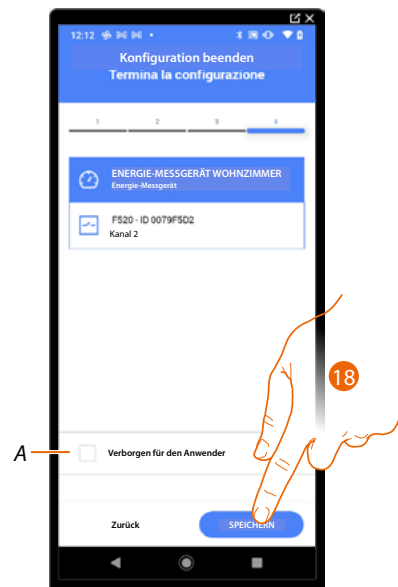 12:12
Konfiguration beenden
Termina la configurazione
1 2 3 4
ENERGIE-MESSGERÄT WOHNZIMMER
Energie-Messgerät
F520 - ID 0079F5D2
Kanal 2
18
A
Verborgen für den Anwender
Zurück
SPEICHERN